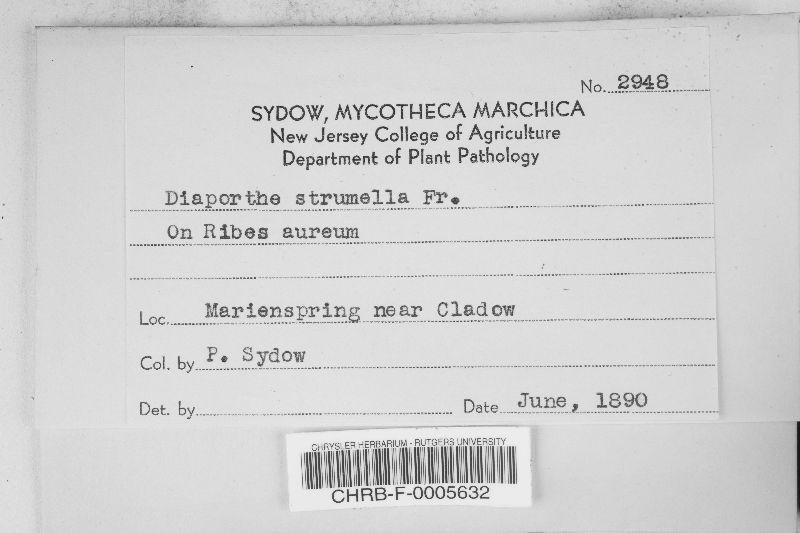 No. 2948
SYDOW, MYCOTHECA MARCHICA
New Jersey College of Agriculture
Department of Plant Pathology
Diaporthe strumella Fr.
On Ribes aureum
Loc. Marienspring near Cladow
Col. by P. Sydow
Det. by Date June, 1890
CHRYSLER HERBARIUM - RUTGERS UNIVERSITY
CHRB-F-0005632